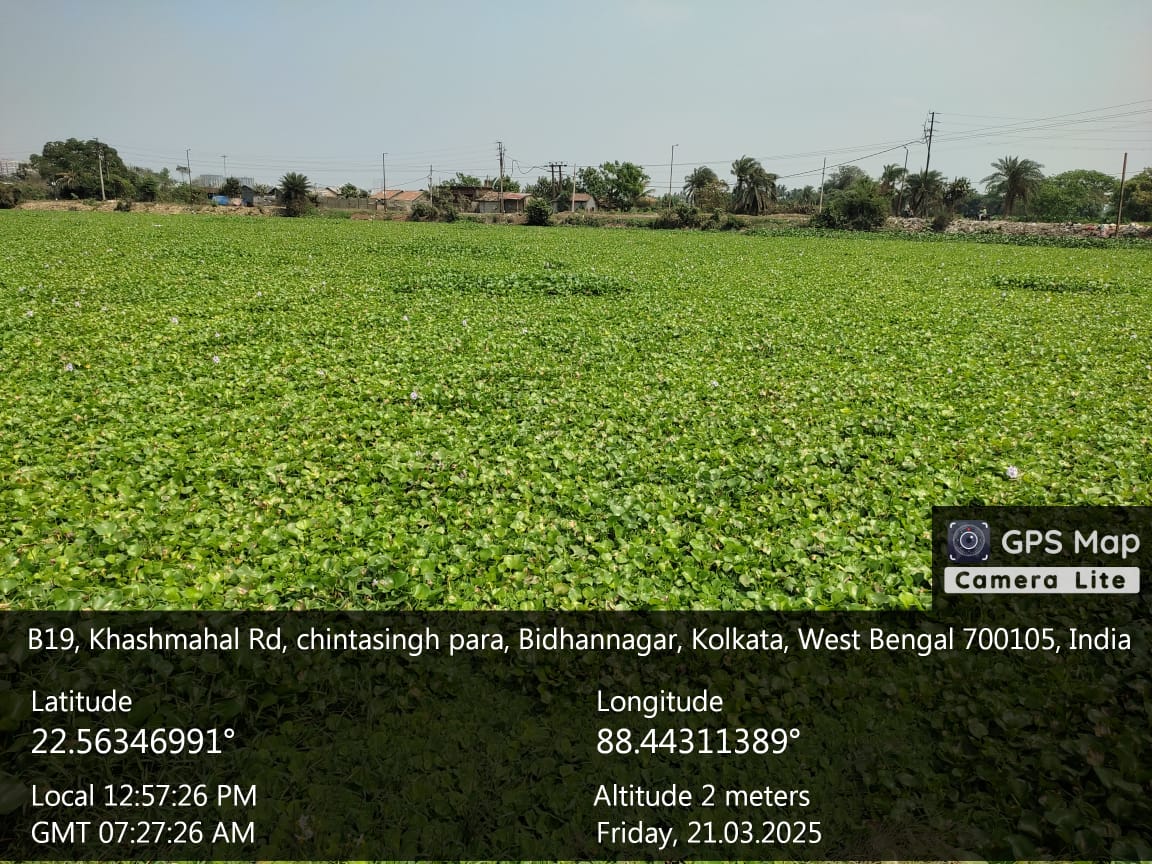 GPS Map
Camera Lite
B19, Khashmahal Rd, chintasingh para, Bidhannagar, Kolkata, West Bengal 700105, India
Latitude
22.56346991°
Longitude
88.44311389°
Local 12:57:26 PM
GMT 07:27:26 AM
Altitude 2 meters
Friday, 21.03.2025